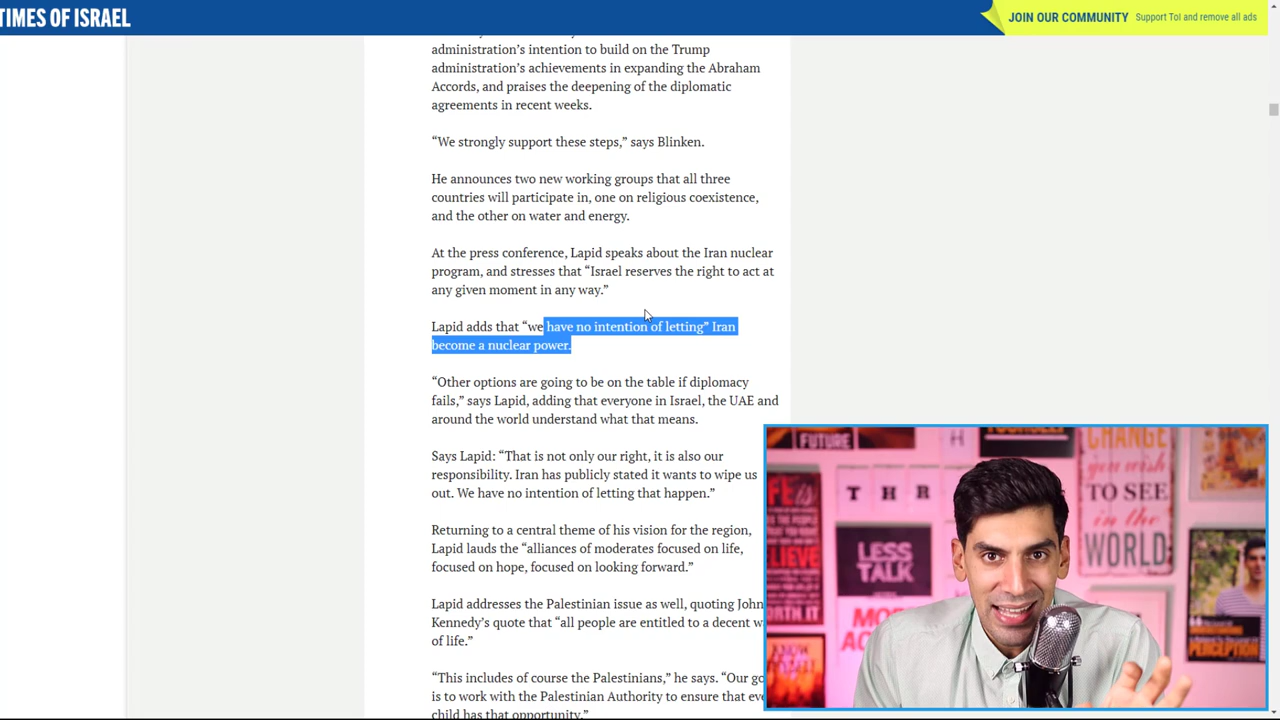 TIMES OF ISRAEL
JOIN OUR COMMUNITY Support ToI and remove all ads
administration’s intention to build on the Trump
administration’s achievements in expanding the Abraham
Accords, and praises the deepening of the diplomatic
agreements in recent weeks.
“We strongly support these steps,” says Blinken.
He announces two new working groups that all three
countries will participate in, one on religious coexistence,
and the other on water and energy.
At the press conference, Lapid speaks about the Iran nuclear
program, and stresses that “Israel reserves the right to act at
any given moment in any way.”
Lapid adds that “we have no intention of letting” Iran
become a nuclear power.
“Other options are going to be on the table if diplomacy
fails,” says Lapid, adding that everyone in Israel, the UAE and
around the world understand what that means.
Says Lapid: “That is not only our right, it is also our
responsibility. Iran has publicly stated it wants to wipe us
out. We have no intention of letting that happen.”
Returning to a central theme of his vision for the region,
Lapid lauds the “alliances of moderates focused on life,
focused on hope, focused on looking forward.”
Lapid addresses the Palestinian issue as well, quoting John
Kennedy’s quote that “all people are entitled to a decent
of life.”
“This includes of course the Palestinians,” he says. “Our
is to work with the Palestinian Authority to ensure that
child has that opportunity.”
FUTURE
H
CHANGE
you wish
TO SEE
in the
WORLD
T H R
LESS
TALK
PERCEPTION